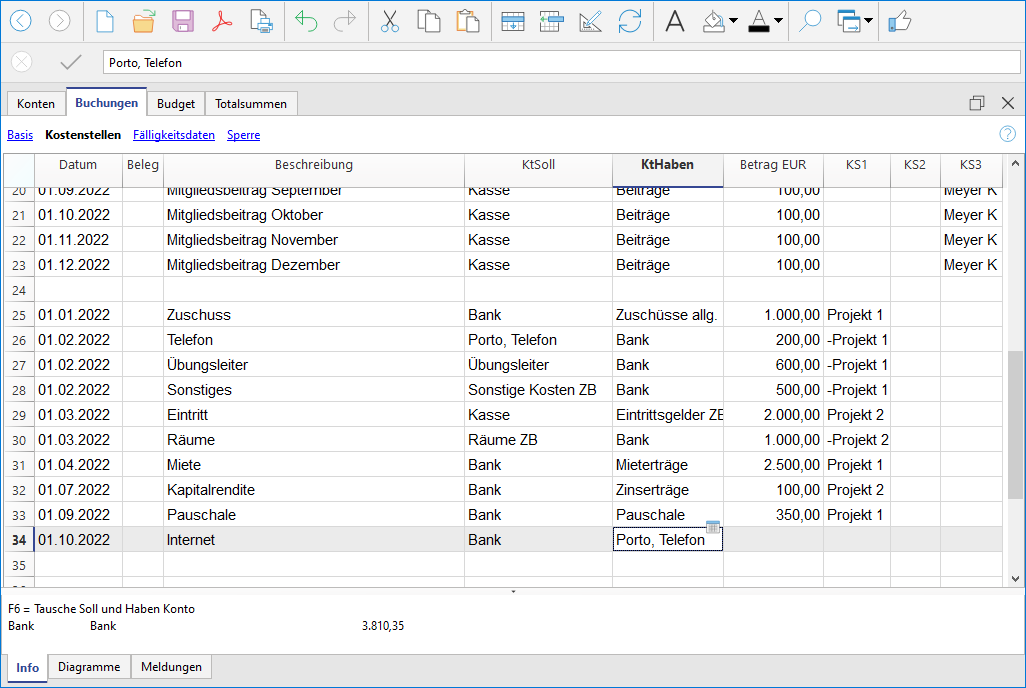 Porto, Telefon
Konten Buchungen Budget Totalsummen
Basis Kostenstellen Fälligkeitsdaten Sperre
Datum Beleg Beschreibung KtSoll KtHaben Betrag EUR KS1 KS2 KS3
20 01.09.2022 Mitgliedsbeitrag September Kasse Beiträge 100,00 Meyer K
21 01.10.2022 Mitgliedsbeitrag Oktober Kasse Beiträge 100,00 Meyer K
22 01.11.2022 Mitgliedsbeitrag November Kasse Beiträge 100,00 Meyer K
23 01.12.2022 Mitgliedsbeitrag Dezember Kasse Beiträge 100,00 Meyer K
24
25 01.01.2022 Zuschuss Bank Zuschüsse allg. 1.000,00 Projekt 1
26 01.02.2022 Telefon Porto, Telefon Bank 200,00 -Projekt 1
27 01.02.2022 Übungsleiter Übungsleiter Bank 600,00 -Projekt 1
28 01.02.2022 Sonstiges Sonstige Kosten ZB Bank 500,00 -Projekt 1
29 01.03.2022 Eintritt Kasse Eintrittsgelder ZB 2.000,00 Projekt 2
30 01.03.2022 Räume Räume ZB Bank 1.000,00 -Projekt 2
31 01.04.2022 Miete Bank Mieterträge 2.500,00 Projekt 1
32 01.07.2022 Kapitalrendite Bank Zinserträge 100,00 Projekt 2
33 01.09.2022 Pauschale Bank Pauschale 350,00 Projekt 1
34 01.10.2022 Internet Bank Porto, Telefon
35
F6 = Tausche Soll und Haben Konto
Bank Bank 3.810,35
Info Diagramme Meldungen